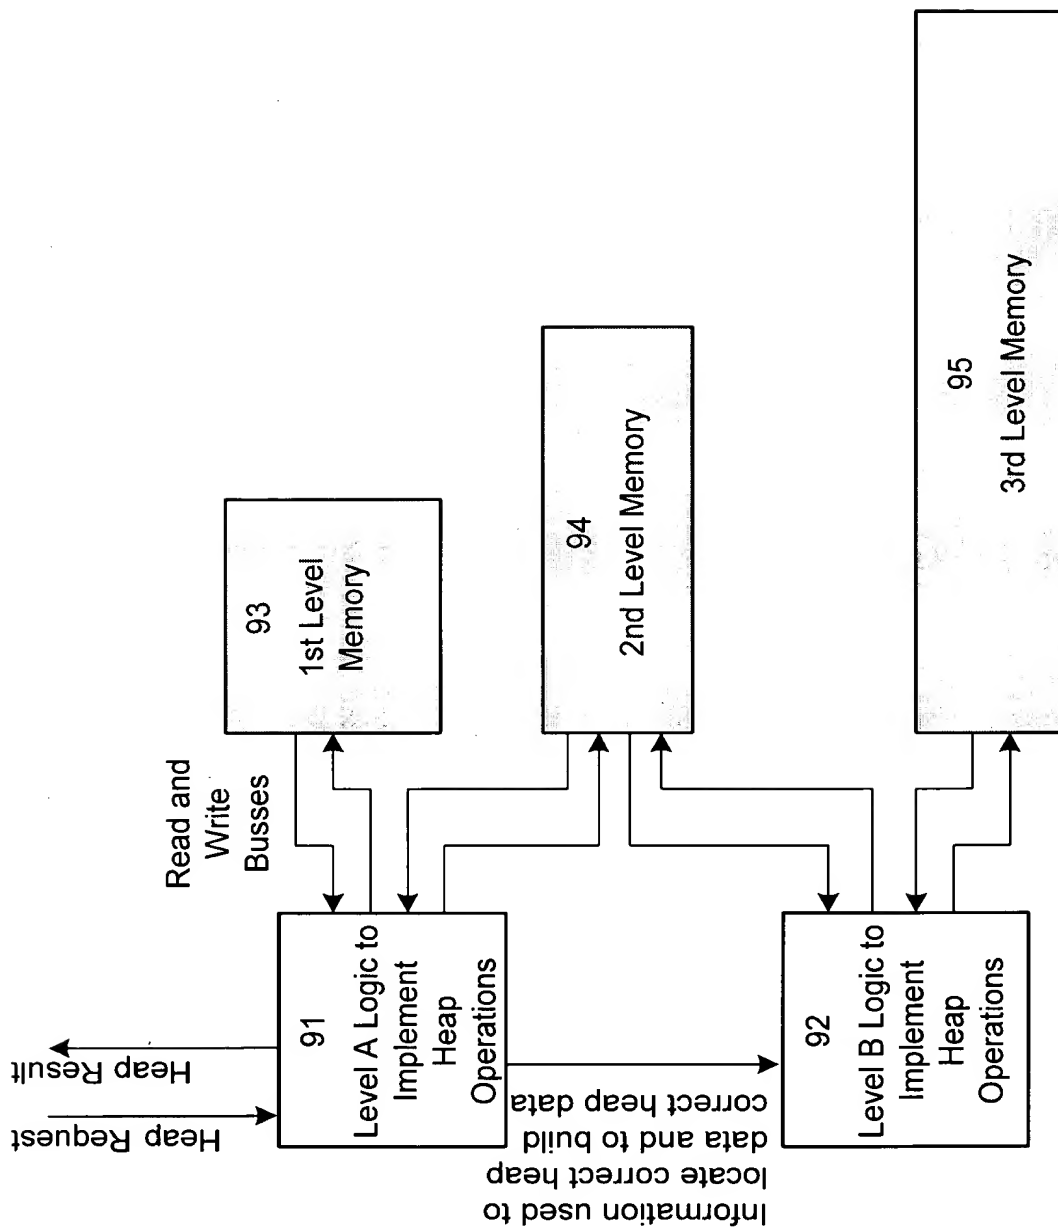 Heap Request
Heap Result
91
Level A Logic to
Implement
Heap
Operations
Read and
Write
Busses
93
1st Level
Memory
Information used to
locate correct heap
data and to build
correct heap data
94
2nd Level Memory
92
Level B Logic to
Implement
Heap
Operations
95
3rd Level Memory